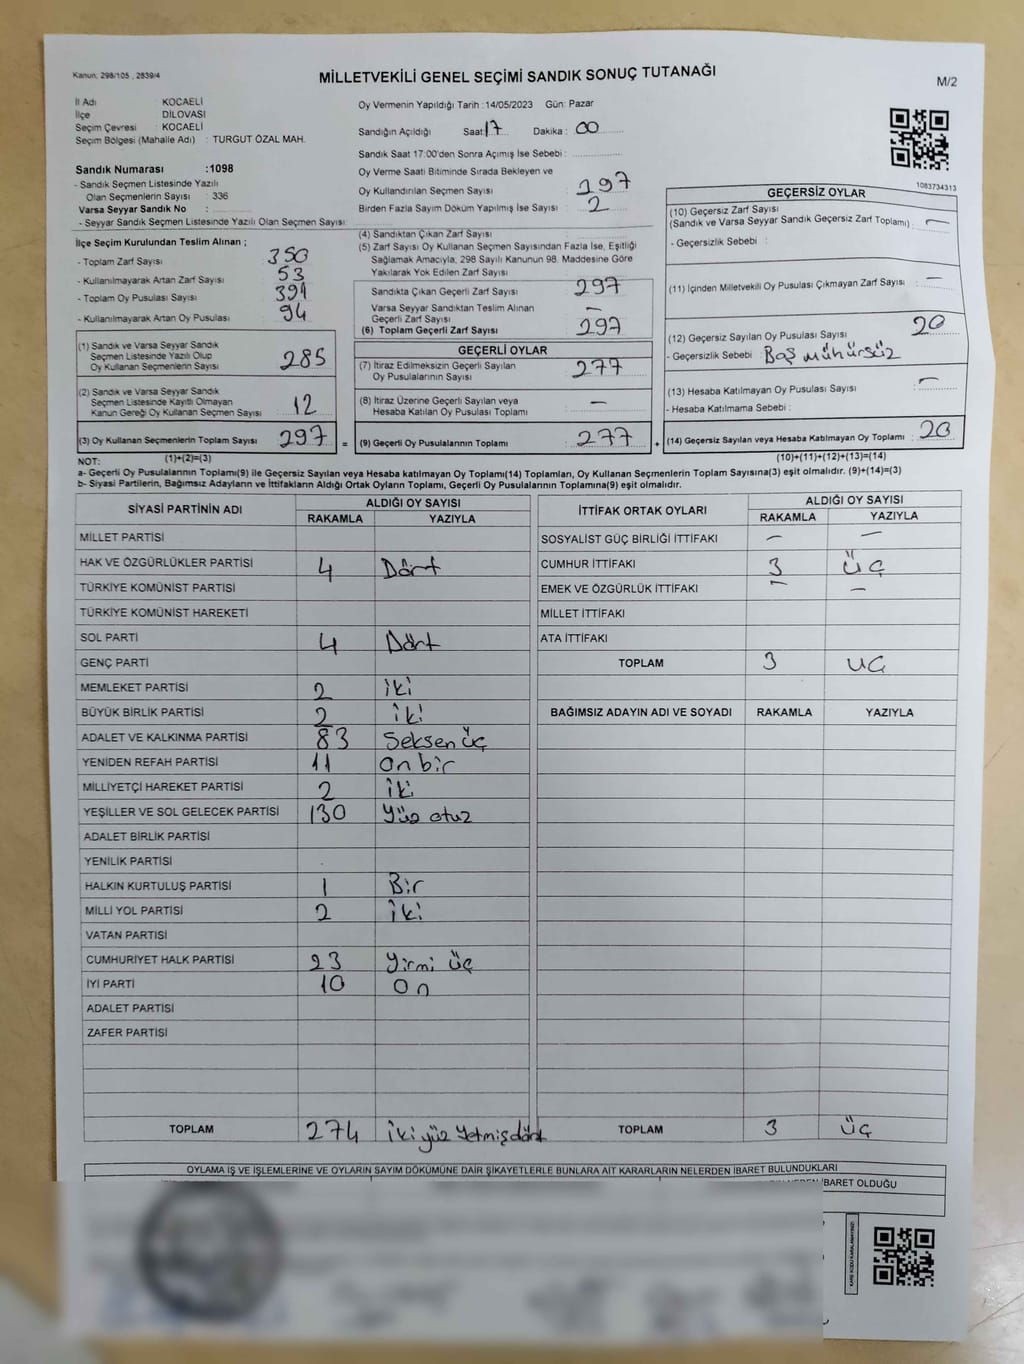 Kanun: 298/105 , 2839/4
MİLLETVEKİLİ GENEL SEÇİMİ SANDIK SONUÇ TUTANAĞI
M/2
İl Adı KOCAELİ
İlçe DİLOVASI
Seçim Çevresi : KOCAELİ
Seçim Bölgesi (Mahalle Adı) : TURGUT ÖZAL MAH.
Sandık Numarası :1098
- Sandık Seçmen Listesinde Yazılı
Olan Seçmenlerin Sayısı : 336
Varsa Seyyar Sandık No :
- Seyyar Sandık Seçmen Listesinde Yazılı Olan Seçmen Sayısı:
Oy Vermenin Yapıldığı Tarih :14/05/2023 Gün: Pazar
Sandığın Açıldığı Saat:17 Dakika : 00
Sandık Saat 17:00'den Sonra Açımış İse Sebebi :
Oy Verme Saati Bitiminde Sırada Bekleyen ve
Oy Kullandırılan Seçmen Sayısı 297
Birden Fazla Sayım Döküm Yapılmış İse Sayısı : 2
1083734313
İlçe Seçim Kurulundan Teslim Alınan ;
- Toplam Zarf Sayısı : 350
- Kullanılmayarak Artan Zarf Sayısı : 53
- Toplam Oy Pusulası Sayısı : 391
- Kullanılmayarak Artan Oy Pusulası : 94
(1) Sandık ve Varsa Seyyar Sandık
Seçmen Listesinde Yazılı Olup
Oy Kullanan Seçmenlerin Sayısı : 285
(2) Sandık ve Varsa Seyyar Sandık
Seçmen Listesinde Kayıtlı Olmayan
Kanun Gereği Oy Kullanan Seçmen Sayısı : 12
(3) Oy Kullanan Seçmenlerin Toplam Sayısı : 297 =
(1)+(2)=(3)
(4) Sandıktan Çıkan Zarf Sayısı
(5) Zarf Sayısı Oy Kullanan Seçmen Sayısından Fazla İse, Eşitliği
Sağlamak Amacıyla, 298 Sayılı Kanunun 98. Maddesine Göre
Yakılarak Yok Edilen Zarf Sayısı :
Sandıkta Çıkan Geçerli Zarf Sayısı : 297
Varsa Seyyar Sandıktan Teslim Alınan
Geçerli Zarf Sayısı : –
(6) Toplam Geçerli Zarf Sayısı : 297
GEÇERLİ OYLAR
(7) İtiraz Edilmeksizin Geçerli Sayılan
Oy Pusulalarının Sayısı : 277
(8) İtiraz Üzerine Geçerli Sayılan veya
Hesaba Katılan Oy Pusulası Toplamı : –
(9) Geçerli Oy Pusulalarının Toplamı : 277 +
GEÇERSİZ OYLAR
(10) Geçersiz Zarf Sayısı
(Sandık ve Varsa Seyyar Sandık Geçersiz Zarf Toplamı) : –
- Geçersizlik Sebebi :
(11) İçinden Milletvekili Oy Pusulası Çıkmayan Zarf Sayısı : –
(12) Geçersiz Sayılan Oy Pusulası Sayısı : 20
- Geçersizlik Sebebi : Baş mühürsüz
(13) Hesaba Katılmayan Oy Pusulası Sayısı : –
- Hesaba Katılmama Sebebi :
(14) Geçersiz Sayılan veya Hesaba Katılmayan Oy Pusulası Toplamı : 20
(10)+(11)+(12)+(13)=(14)
NOT:
a- Geçerli Oy Pusulalarının Toplamı(9) ile Geçersiz Sayılan veya Hesaba katılmayan Oy Toplamı(14) Toplamları, Oy Kullanan Seçmenlerin Toplam Sayısına(3) eşit olmalıdır. (9)+(14)=(3)
b- Siyasi Partilerin, Bağımsız Adayların ve İttifakların Aldığı Ortak Oyların Toplamı, Geçerli Oy Pusulalarının Toplamına(9) eşit olmalıdır.
SİYASİ PARTİNİN ADI ALDIĞI OY SAYISI
RAKAMLA YAZIYLA
MİLLET PARTİSİ
HAK VE ÖZGÜRLÜKLER PARTİSİ 4 Dört
TÜRKİYE KOMÜNİST PARTİSİ
TÜRKİYE KOMÜNİST HAREKETİ
SOL PARTİ 4 Dört
GENÇ PARTİ
MEMLEKET PARTİSİ 2 iki
BÜYÜK BİRLİK PARTİSİ 2 iki
ADALET VE KALKINMA PARTİSİ 83 Seksen üç
YENİDEN REFAH PARTİSİ 11 On bir
MİLLİYETÇİ HAREKET PARTİSİ 2 iki
YEŞİLLER VE SOL GELECEK PARTİSİ 130 Yüz otuz
ADALET BİRLİK PARTİSİ
YENİLİK PARTİSİ
HALKIN KURTULUŞ PARTİSİ 1 Bir
MİLLİ YOL PARTİSİ 2 iki
VATAN PARTİSİ
CUMHURİYET HALK PARTİSİ 23 Yirmi üç
İYİ PARTİ 10 On
ADALET PARTİSİ
ZAFER PARTİSİ
TOPLAM 274 iki yüz yetmiş dört
İTTİFAK ORTAK OYLARI ALDIĞI OY SAYISI
RAKAMLA YAZIYLA
SOSYALİST GÜÇ BİRLİĞİ İTTİFAKI – –
CUMHUR İTTİFAKI 3 üç
EMEK VE ÖZGÜRLÜK İTTİFAKI – –
MİLLET İTTİFAKI
ATA İTTİFAKI
TOPLAM 3 UÇ
BAĞIMSIZ ADAYIN ADI VE SOYADI RAKAMLA YAZIYLA
TOPLAM 3 üç
OYLAMA İŞ VE İŞLEMLERİNE VE OYLARIN SAYIM DÖKÜMÜNE DAİR ŞİKAYETLERLE BUNLARA AİT KARARLARIN NELERDEN İBARET BULUNDUKLARI
İBARET OLDUĞU
KARE KODU KARALAMAYINIZ!